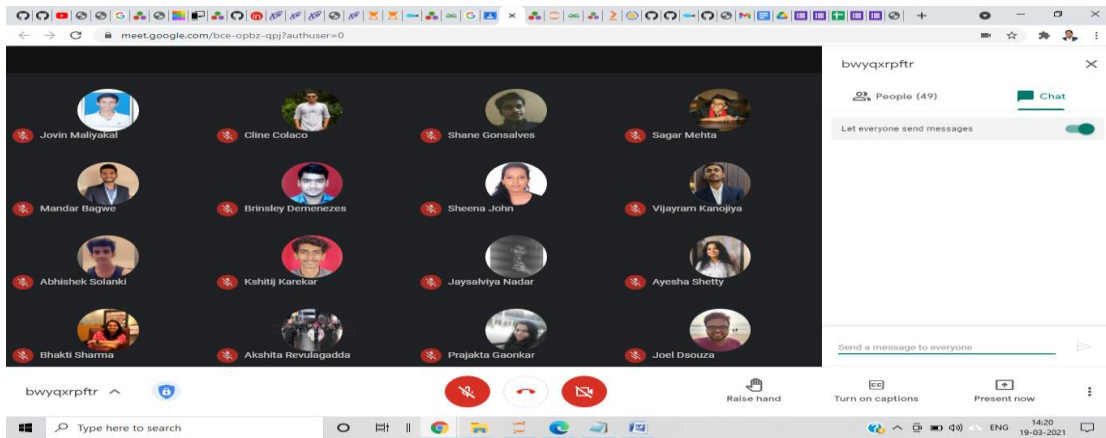 meet.google.com/bce-opbz-qpj?authuser=0
bwyqxrpftr
People (49)
Chat
Let everyone send messages
Jovin Maliyakal
Cline Colaco
Shane Gonsalves
Sagar Mehta
Mandar Bagwe
Brinsley Demenezes
Sheena John
Vijayram Kanojiya
Abhishek Solanki
Kshitij Karekar
Jaysalviya Nadar
Ayesha Shetty
Bhakti Sharma
Akshita Revulagadda
Prajakta Gaonkar
Joel Dsouza
Send a message to everyone
bwyqxrpftr
Raise hand
Turn on captions
Present now
Type here to search
ENG
14:20
19-03-2021